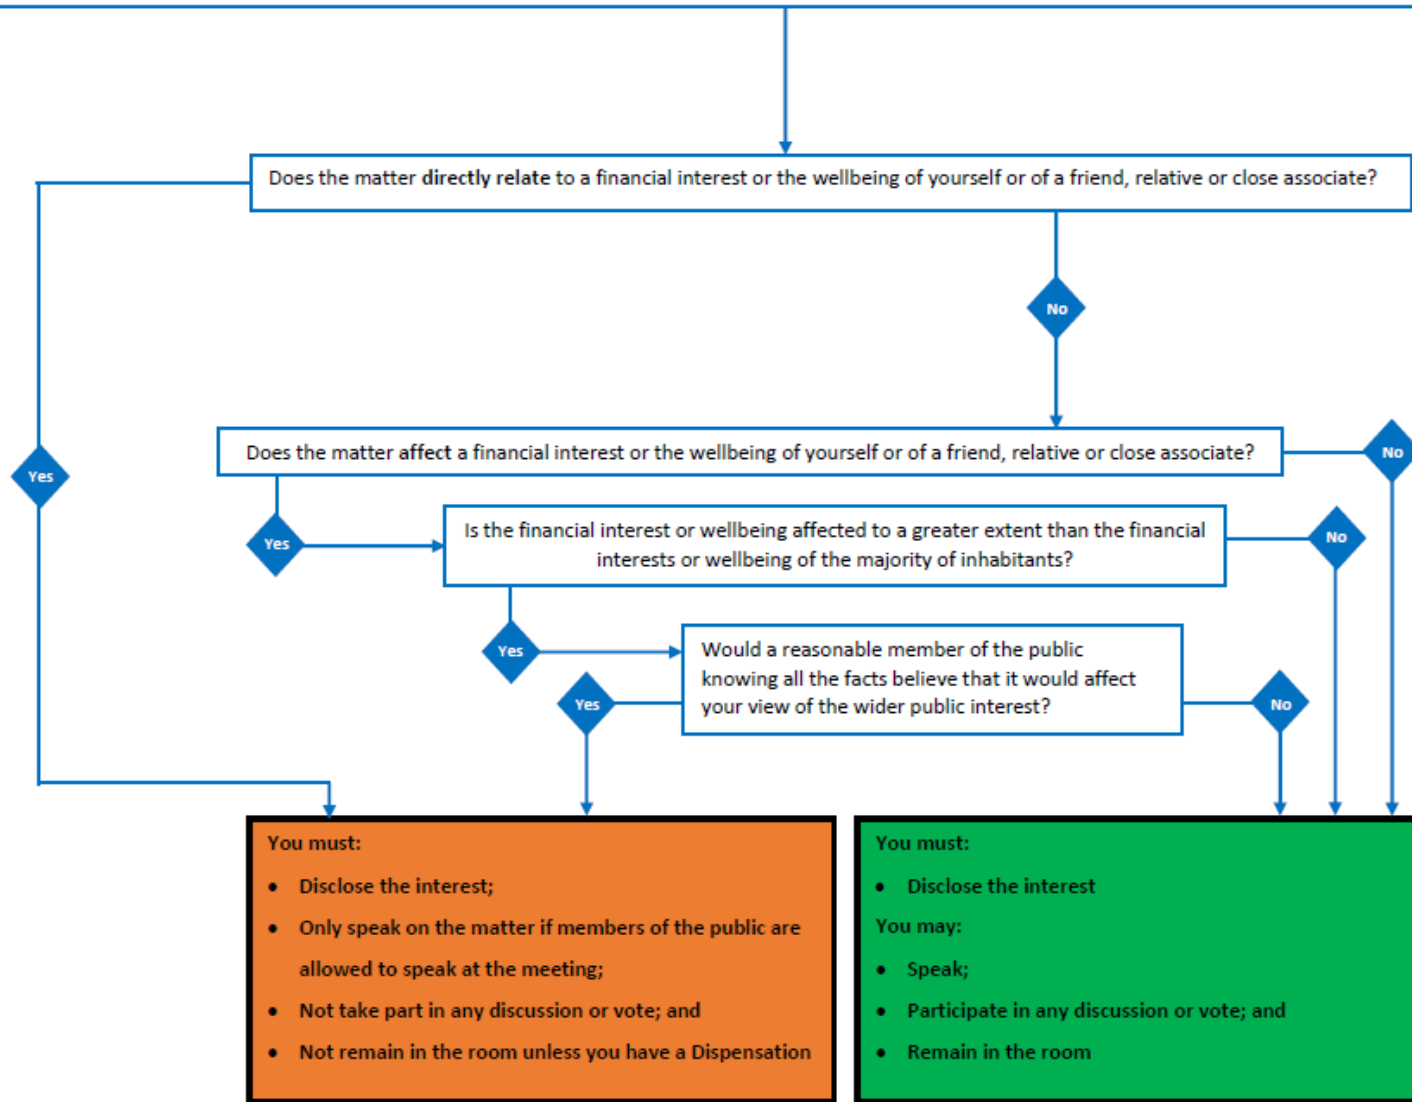 Does the matter directly relate to a financial interest or the wellbeing of yourself or of a friend, relative or close associate?
No
Does the matter affect a financial interest or the wellbeing of yourself or of a friend, relative or close associate?
No
Yes
Yes
Is the financial interest or wellbeing affected to a greater extent than the financial
interests or wellbeing of the majority of inhabitants?
No
Yes
Would a reasonable member of the public
knowing all the facts believe that it would affect
your view of the wider public interest?
Yes
No
You must:
• Disclose the interest;
• Only speak on the matter if members of the public are
allowed to speak at the meeting;
• Not take part in any discussion or vote; and
• Not remain in the room unless you have a Dispensation
You must:
• Disclose the interest
You may:
• Speak;
• Participate in any discussion or vote; and
• Remain in the room